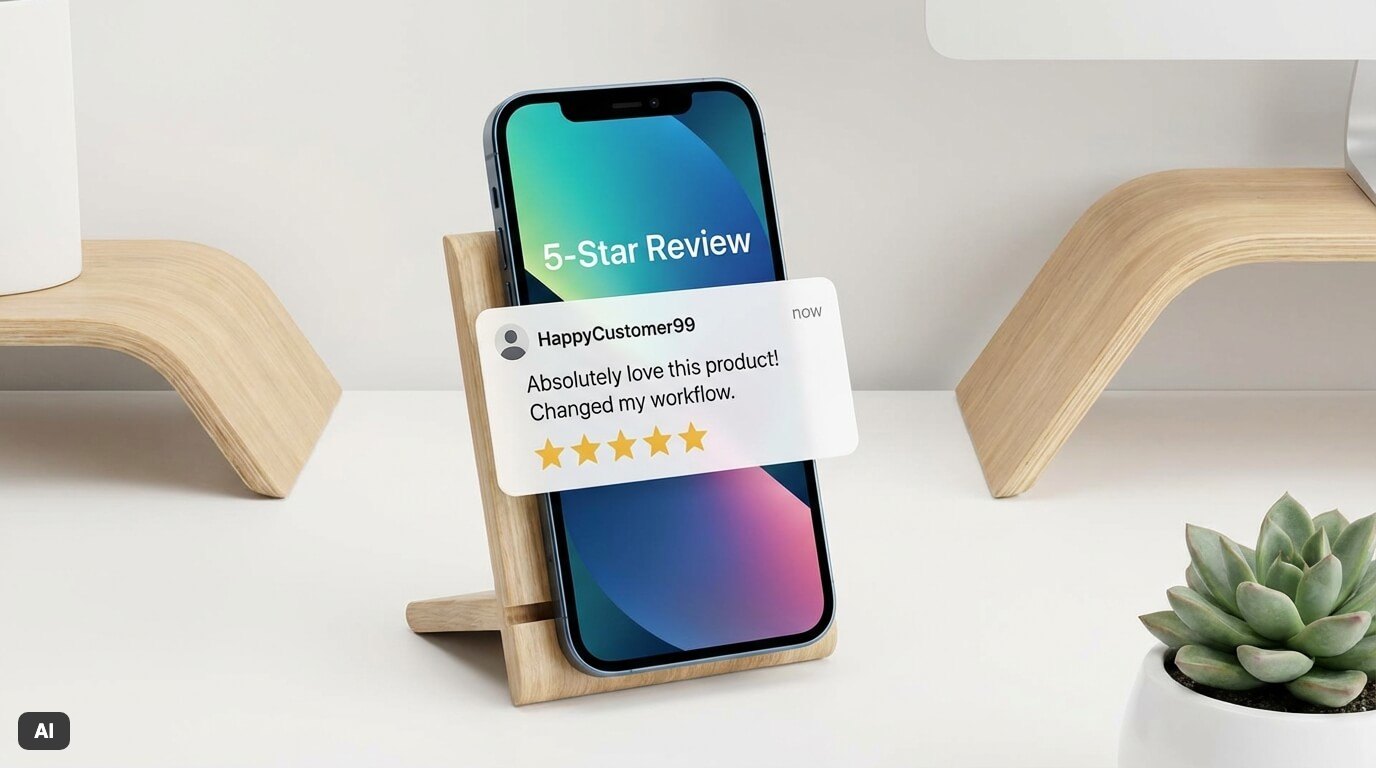 5-Star Review
HappyCustomer99
now
Absolutely love this product!
Changed my workflow.
AI